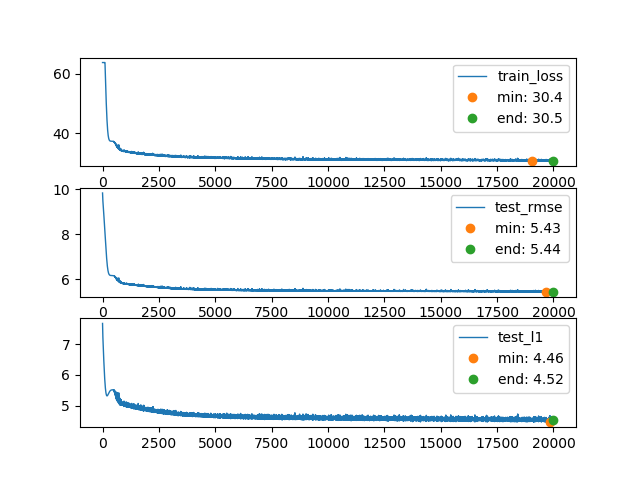 60
40
train_loss
min: 30.4
end: 30.5
0 2500 5000 7500 10000 12500 15000 17500 20000
10
8
6
test_rmse
min: 5.43
end: 5.44
0 2500 5000 7500 10000 12500 15000 17500 20000
7
6
5
test_l1
min: 4.46
end: 4.52
0 2500 5000 7500 10000 12500 15000 17500 20000